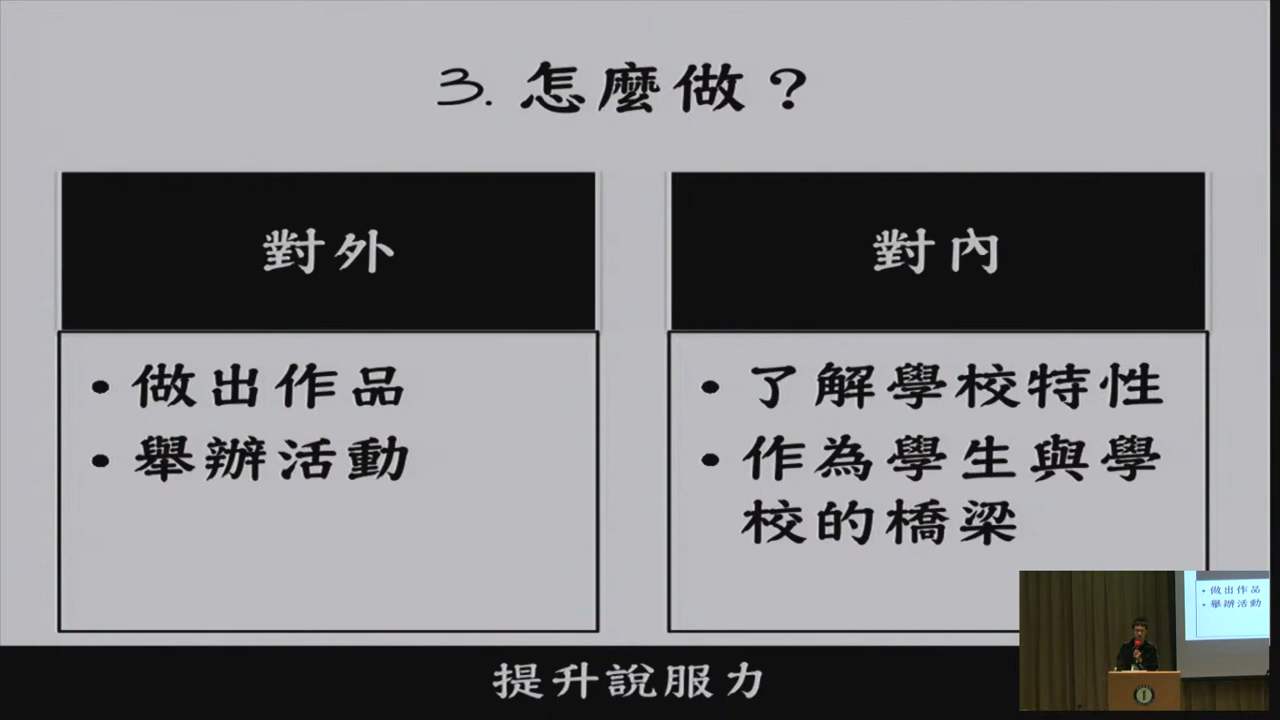 3. 怎麼做？
對外
• 做出作品
• 舉辦活動
對內
• 了解學校特性
• 作為學生與學
校的橋梁
提升說服力
• 做出作品
• 舉辦活動